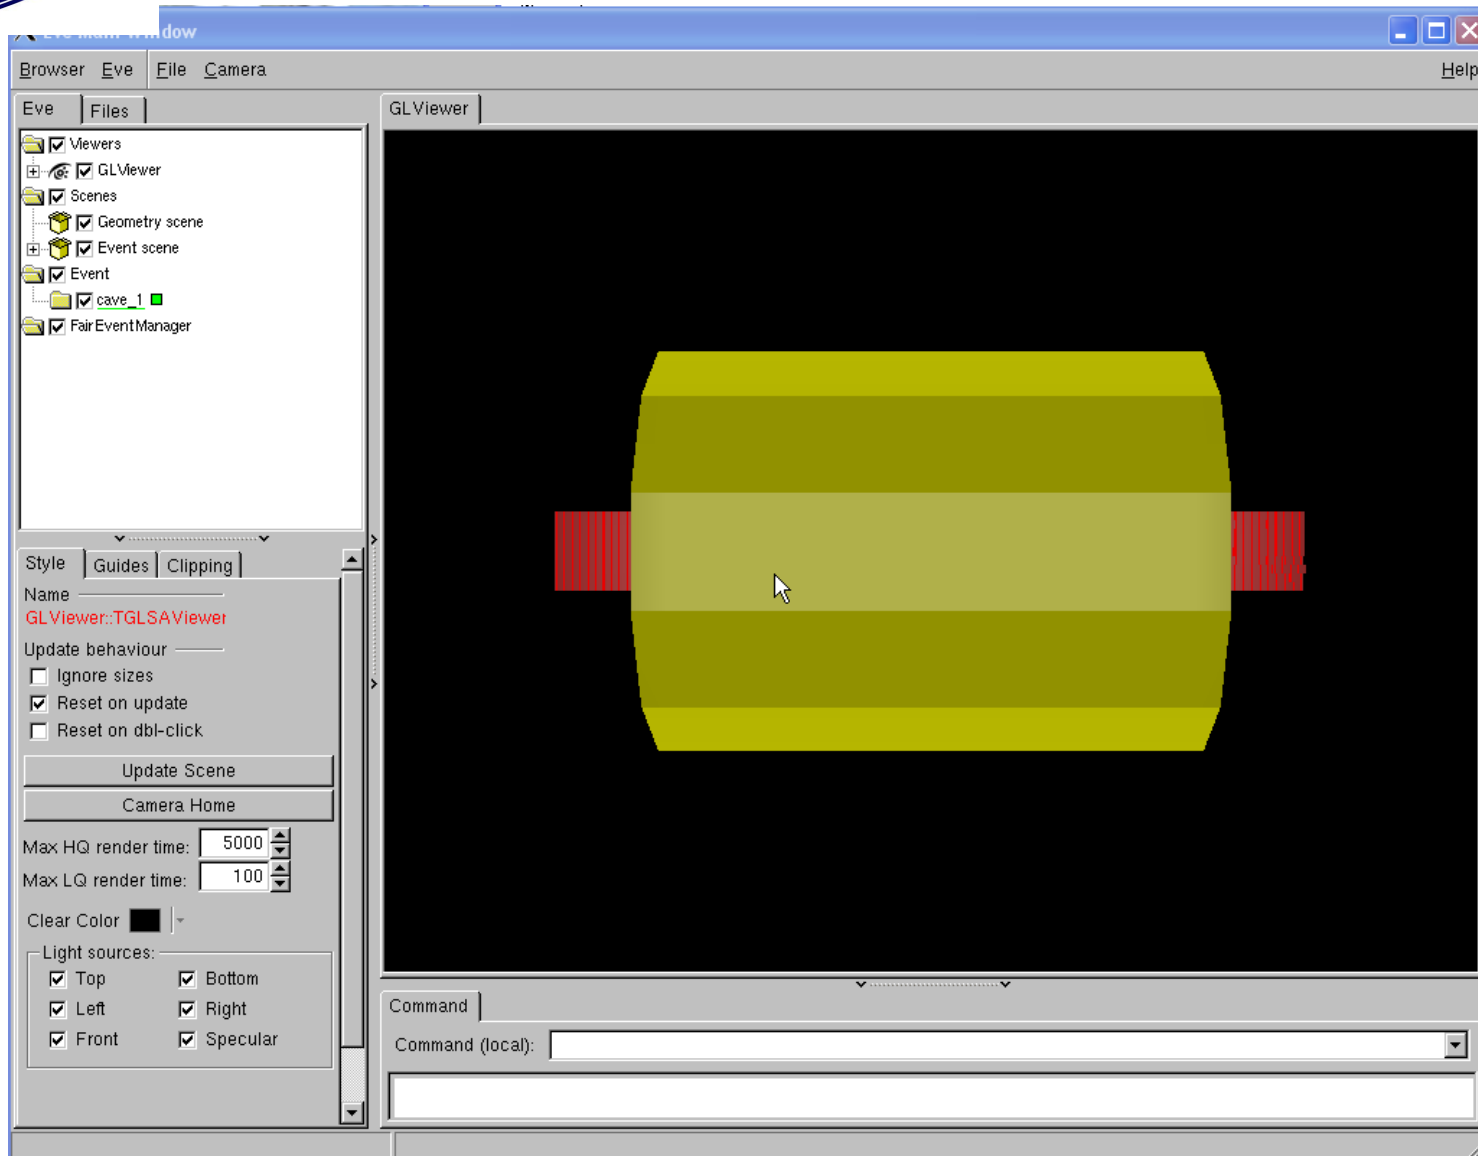 Eve Main Window
Browser Eve File Camera Help
Eve Files
GLViewer
Viewers
GLViewer
Scenes
Geometry scene
Event scene
Event
cave_1
FairEventManager
Style Guides Clipping
Name
GLViewer::TGLSAViewer
Update behaviour
Ignore sizes
Reset on update
Reset on dbl-click
Update Scene
Camera Home
Max HQ render time: 5000
Max LQ render time: 100
Clear Color
Light sources:
Top Bottom
Left Right
Front Specular
Command
Command (local):